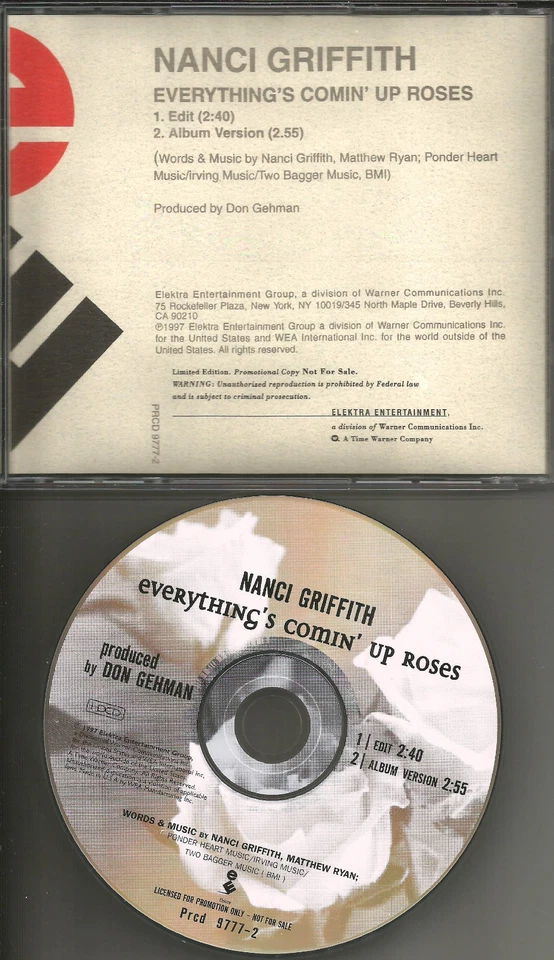 NANCI GRIFFITH
EVERYTHING'S COMIN' UP ROSES
1. Edit (2:40)
2. Album Version (2.55)
(Words & Music by Nanci Griffith, Matthew Ryan; Ponder Heart
Music/irving Music/Two Bagger Music, BMI)
Produced by Don Gehman
Elektra Entertainment Group, a division of Warner Communications Inc.
75 Rockefeller Plaza, New York, NY 10019/345 North Maple Drive, Beverly Hills,
CA 90210
℗1997 Elektra Entertainment Group a division of Warner Communications Inc.
for the United States and WEA International Inc. for the world outside of the
United States. All rights reserved.
Limited Edition. Promotional Copy Not For Sale.
WARNING: Unauthorised reproduction is prohibited by Federal law
and is subject to criminal prosecution.
PRCD 9777-2
ELEKTRA ENTERTAINMENT,
a division of Warner Communications Inc.
A Time Warner Company
NANCI GRIFFITH
everything's comin' up roses
produced
by DON GEHMAN
1 | EDIT 2:40
2 | ALBUM VERSION 2:55
1997 Elektra Entertainment Group,
WORDS & MUSIC BY NANCI GRIFFITH, MATTHEW RYAN;
PONDER HEART MUSIC/IRVING MUSIC/
TWO BAGGER MUSIC ( BMI )
LICENSED FOR PROMOTION ONLY - NOT FOR SALE
Prcd 9777-2